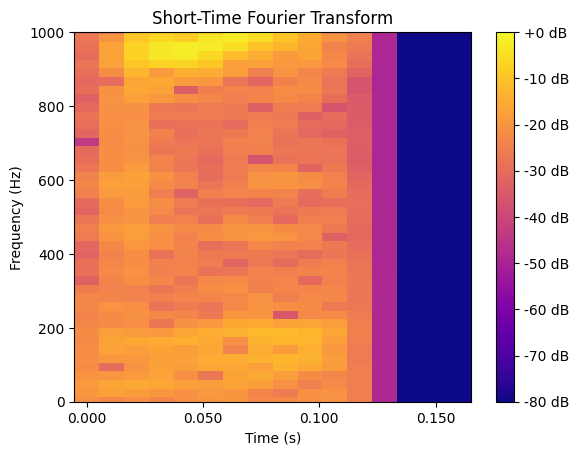 Short-Time Fourier Transform
1000
800
600
400
200
0
Frequency (Hz)
0.000
0.050
0.100
0.150
Time (s)
+0 dB
-10 dB
-20 dB
-30 dB
-40 dB
-50 dB
-60 dB
-70 dB
-80 dB